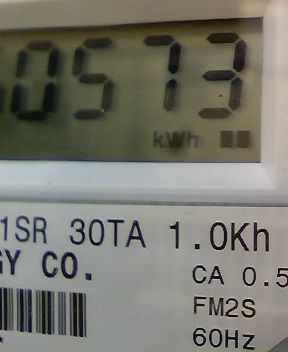 0573
kWh
1SR 30TA 1.0Kh
GY CO.
CA 0.5
FM2S
60Hz